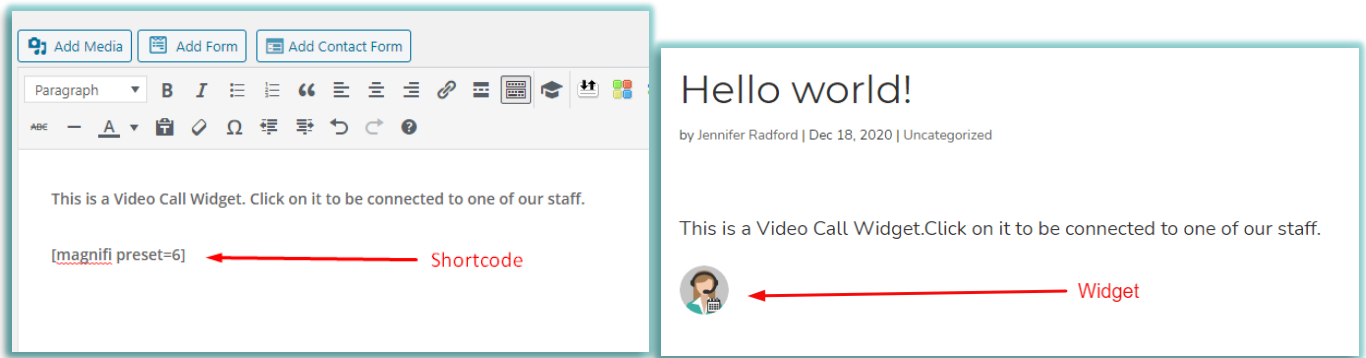 Add Media Add Form Add Contact Form
Paragraph B I
ABC A Ω
This is a Video Call Widget. Click on it to be connected to one of our staff.
[magnifi preset=6]
Shortcode
Hello world!
by Jennifer Radford | Dec 18, 2020 | Uncategorized
This is a Video Call Widget.Click on it to be connected to one of our staff.
Widget